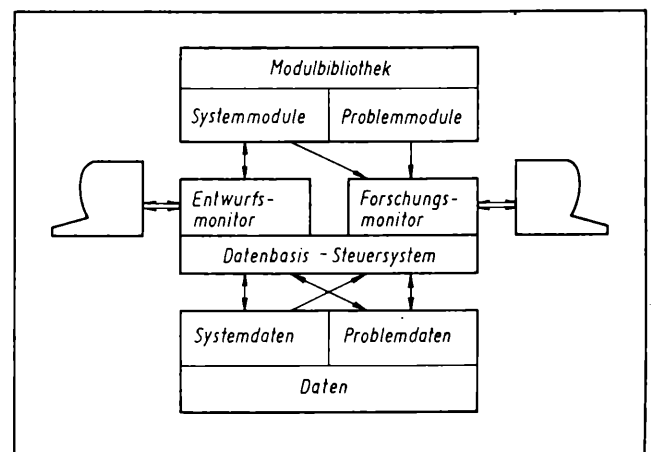 Modulbibliothek
Systemmodule Problemmodule
Entwurfs- Forschungs-
monitor monitor
Datenbasis - Steuersystem
Systemdaten Problemdaten
Daten